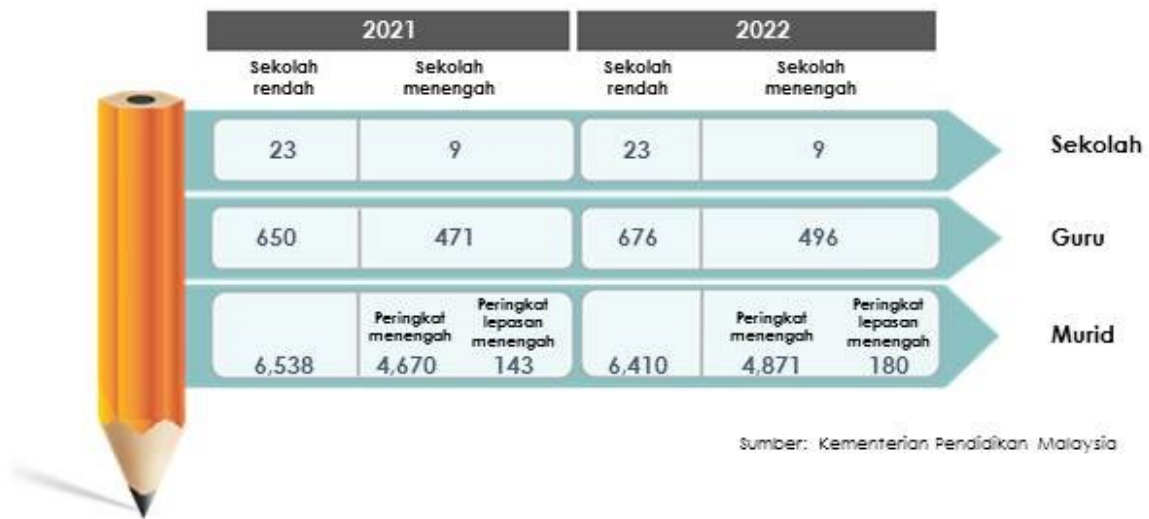 2021 2022
Sekolah rendah Sekolah menengah Sekolah rendah Sekolah menengah
23 9 23 9 Sekolah
650 471 676 496 Guru
Peringkat menengah Peringkat lepasan menengah Peringkat menengah Peringkat lepasan menengah Murid
6,538 4,670 143 6,410 4,871 180
Sumber: Kementerian Pendidikan Malaysia